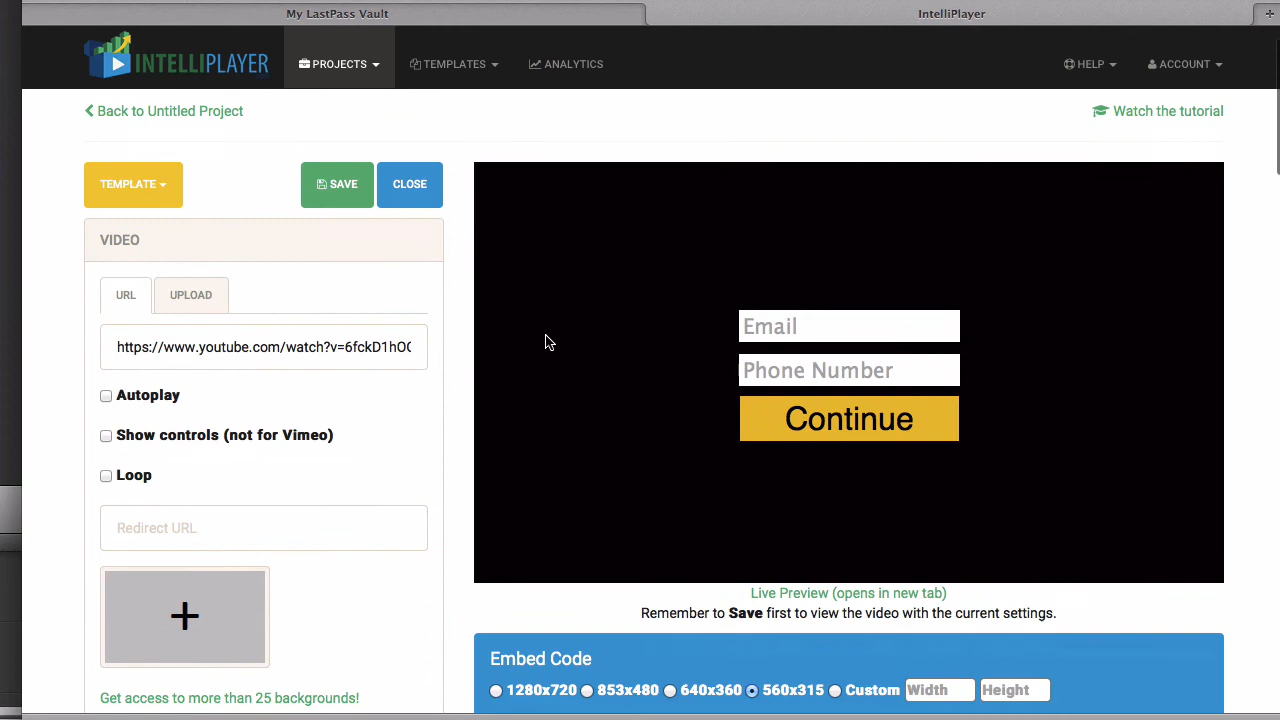 My LastPass Vault
IntelliPlayer
INTELLIPLAYER
PROJECTS
TEMPLATES
ANALYTICS
HELP
ACCOUNT
Back to Untitled Project
Watch the tutorial
TEMPLATE
SAVE
CLOSE
VIDEO
URL
UPLOAD
https://www.youtube.com/watch?v=6fckD1hO
Autoplay
Show controls (not for Vimeo)
Loop
Redirect URL
+
Get access to more than 25 backgrounds!
Email
Phone Number
Continue
Live Preview (opens in new tab)
Remember to Save first to view the video with the current settings.
Embed Code
1280x720 853x480 640x360 560x315 Custom Width Height